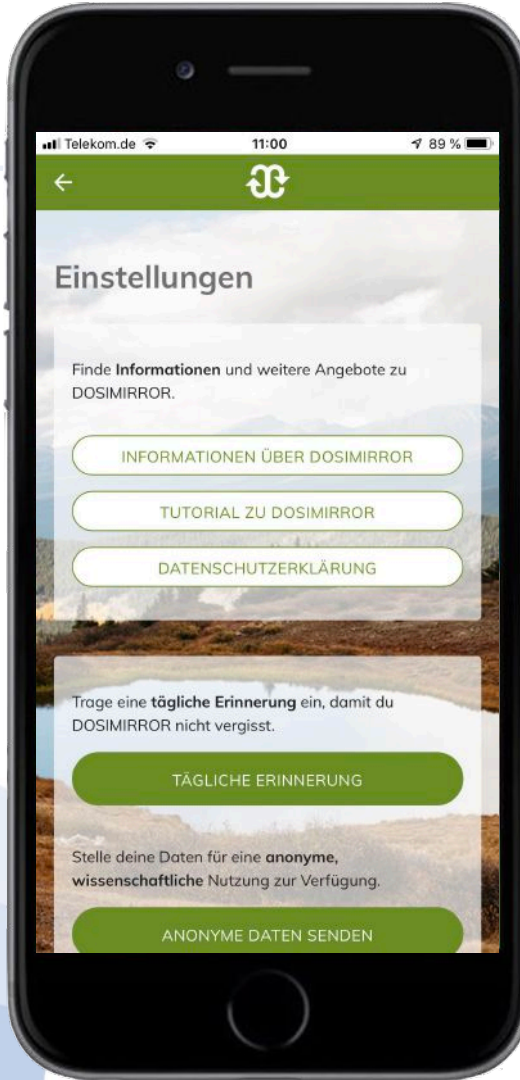 Telekom.de 11:00 89 %
Einstellungen
Finde Informationen und weitere Angebote zu
DOSIMIRROR.
INFORMATIONEN ÜBER DOSIMIRROR
TUTORIAL ZU DOSIMIRROR
DATENSCHUTZERKLÄRUNG
Trage eine tägliche Erinnerung ein, damit du
DOSIMIRROR nicht vergisst.
TÄGLICHE ERINNERUNG
Stelle deine Daten für eine anonyme,
wissenschaftliche Nutzung zur Verfügung.
ANONYME DATEN SENDEN